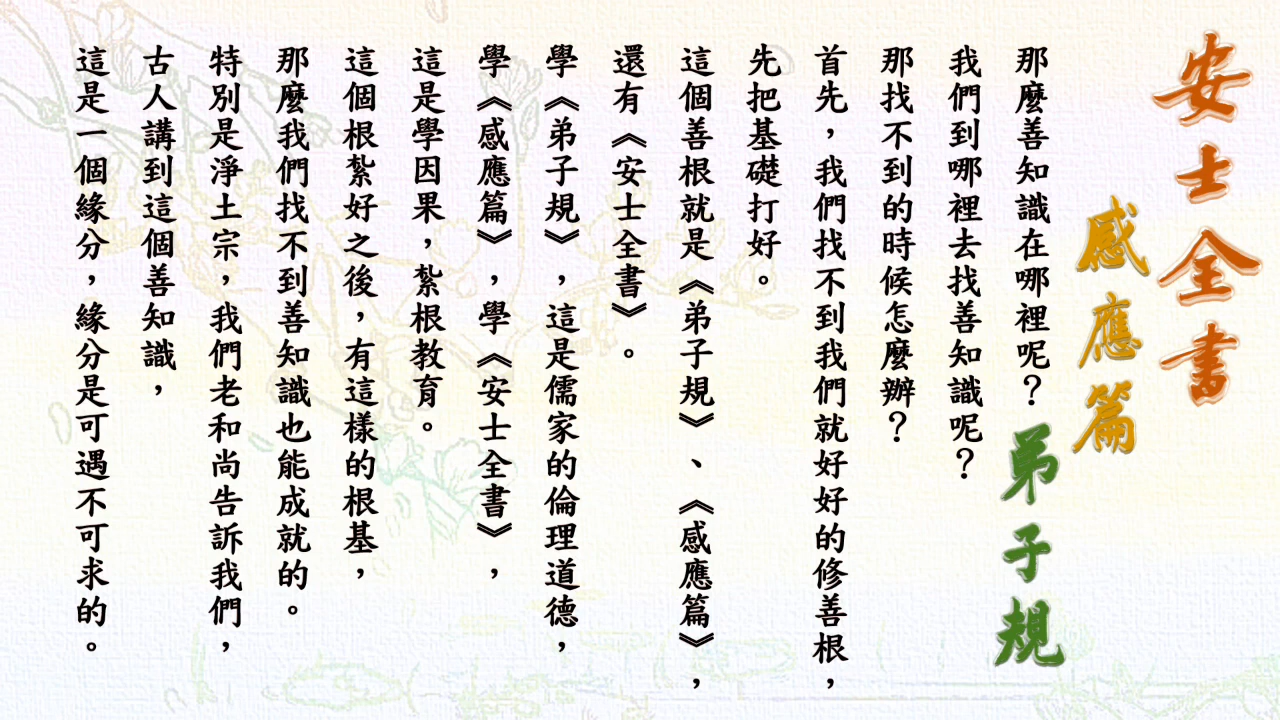 安士全書
感應篇
弟子規
那麼善知識在哪裡呢？
我們到哪裡去找善知識呢？
那找不到的時候怎麼辦？
首先，我們找不到我們就好好的修善根，
先把基礎打好。
這個善根就是《弟子規》、《感應篇》，
還有《安士全書》。
學《弟子規》，這是儒家的倫理道德，
學《感應篇》，學《安士全書》，
這是學因果，紮根教育。
這個根紮好之後，有這樣的根基，
那麼我們找不到善知識也能成就的。
特別是淨土宗，我們老和尚告訴我們，
古人講到這個善知識，
這是一個緣分，緣分是可遇不可求的。